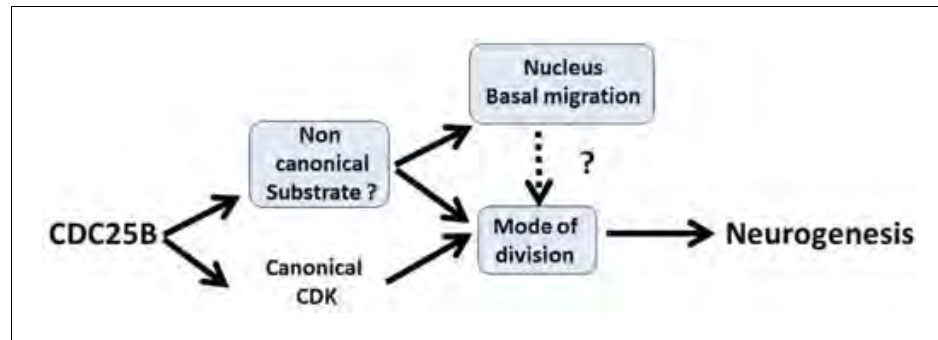 Nucleus
Basal migration
Non
canonical
Substrate ?
?
CDC25B
Mode of
division
Neurogenesis
Canonical
CDK